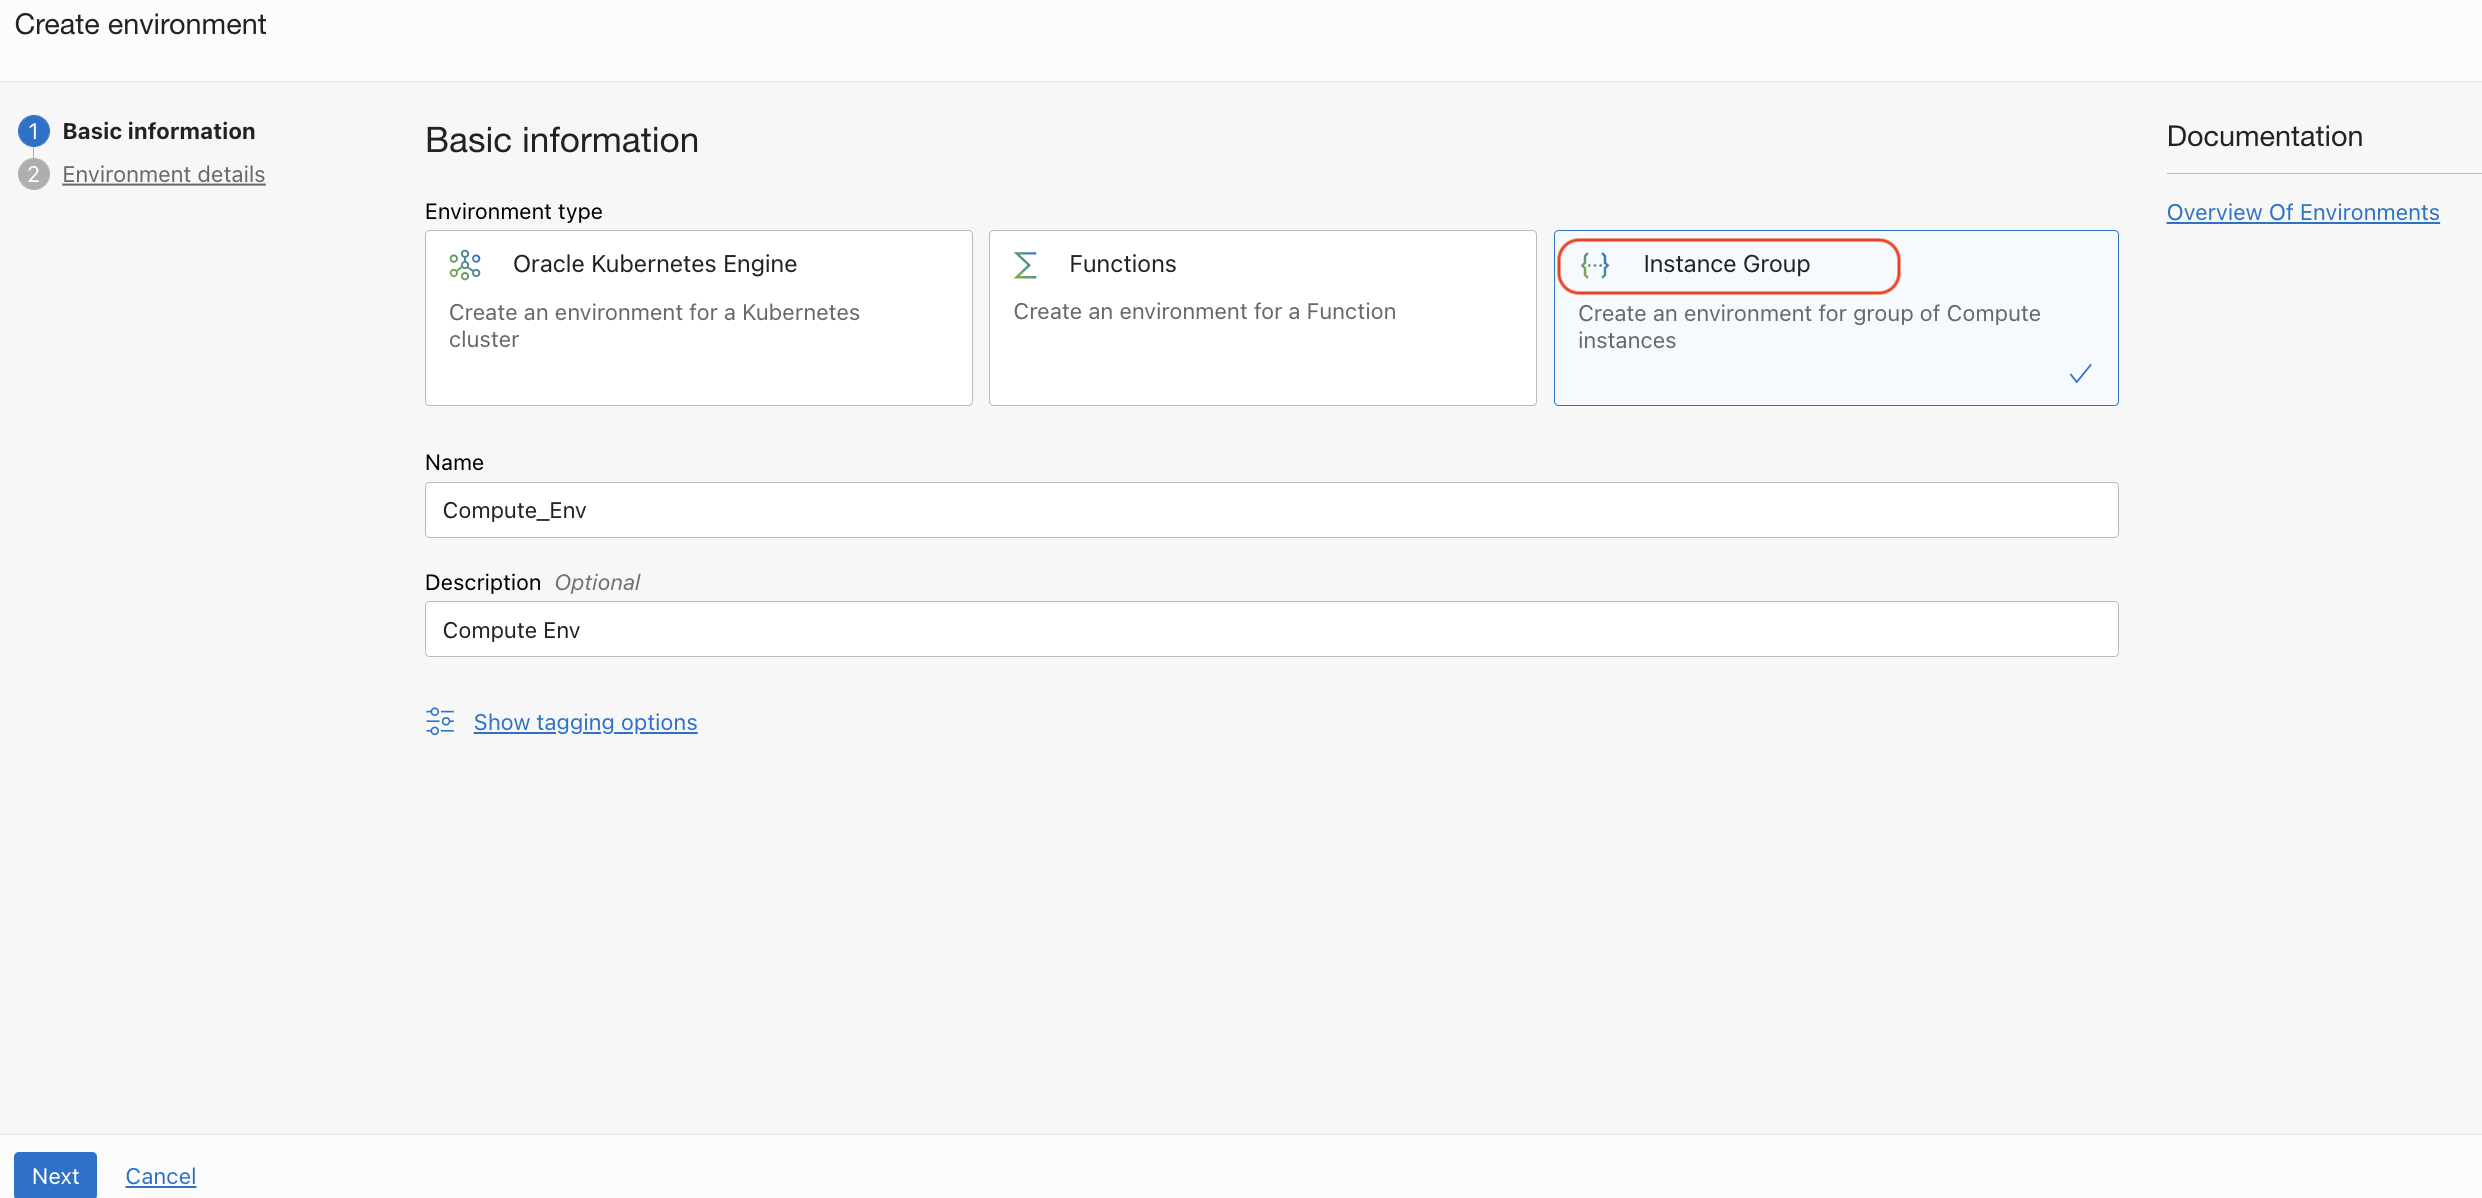 Create environment
1 Basic information
2 Environment details
Basic information
Environment type
Oracle Kubernetes Engine
Create an environment for a Kubernetes
cluster
Functions
Create an environment for a Function
Instance Group
Create an environment for group of Compute
instances
Name
Compute_Env
Description Optional
Compute Env
Show tagging options
Documentation
Overview Of Environments
Next Cancel